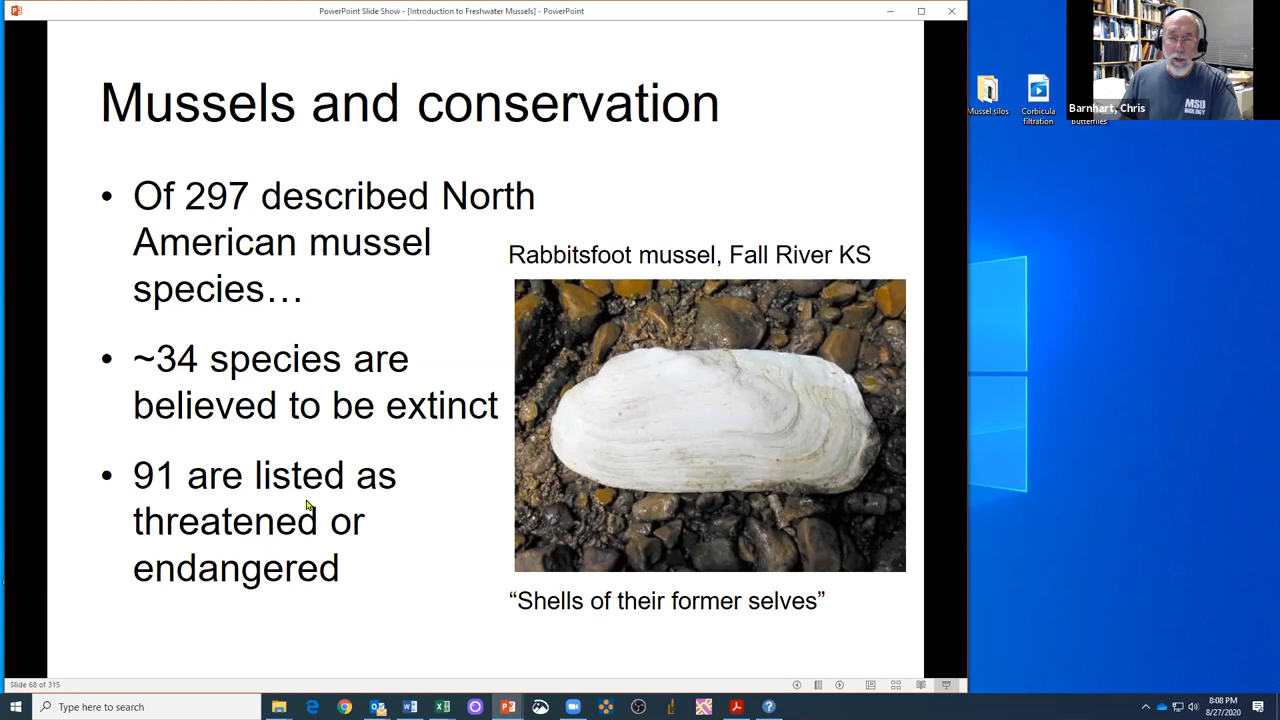 PowerPoint Slide Show - [Introduction to Freshwater Mussels] - PowerPoint
Mussels and conservation
• Of 297 described North
American mussel
species…
• ~34 species are
believed to be extinct
• 91 are listed as
threatened or
endangered
Rabbitsfoot mussel, Fall River KS
“Shells of their former selves”
Slide 68 of 315
Mussel silos
Corbicula
filtration
Butterflies
Barnhart, Chris
MSU
BIOLOGY
Type here to search
8:08 PM
8/27/2020